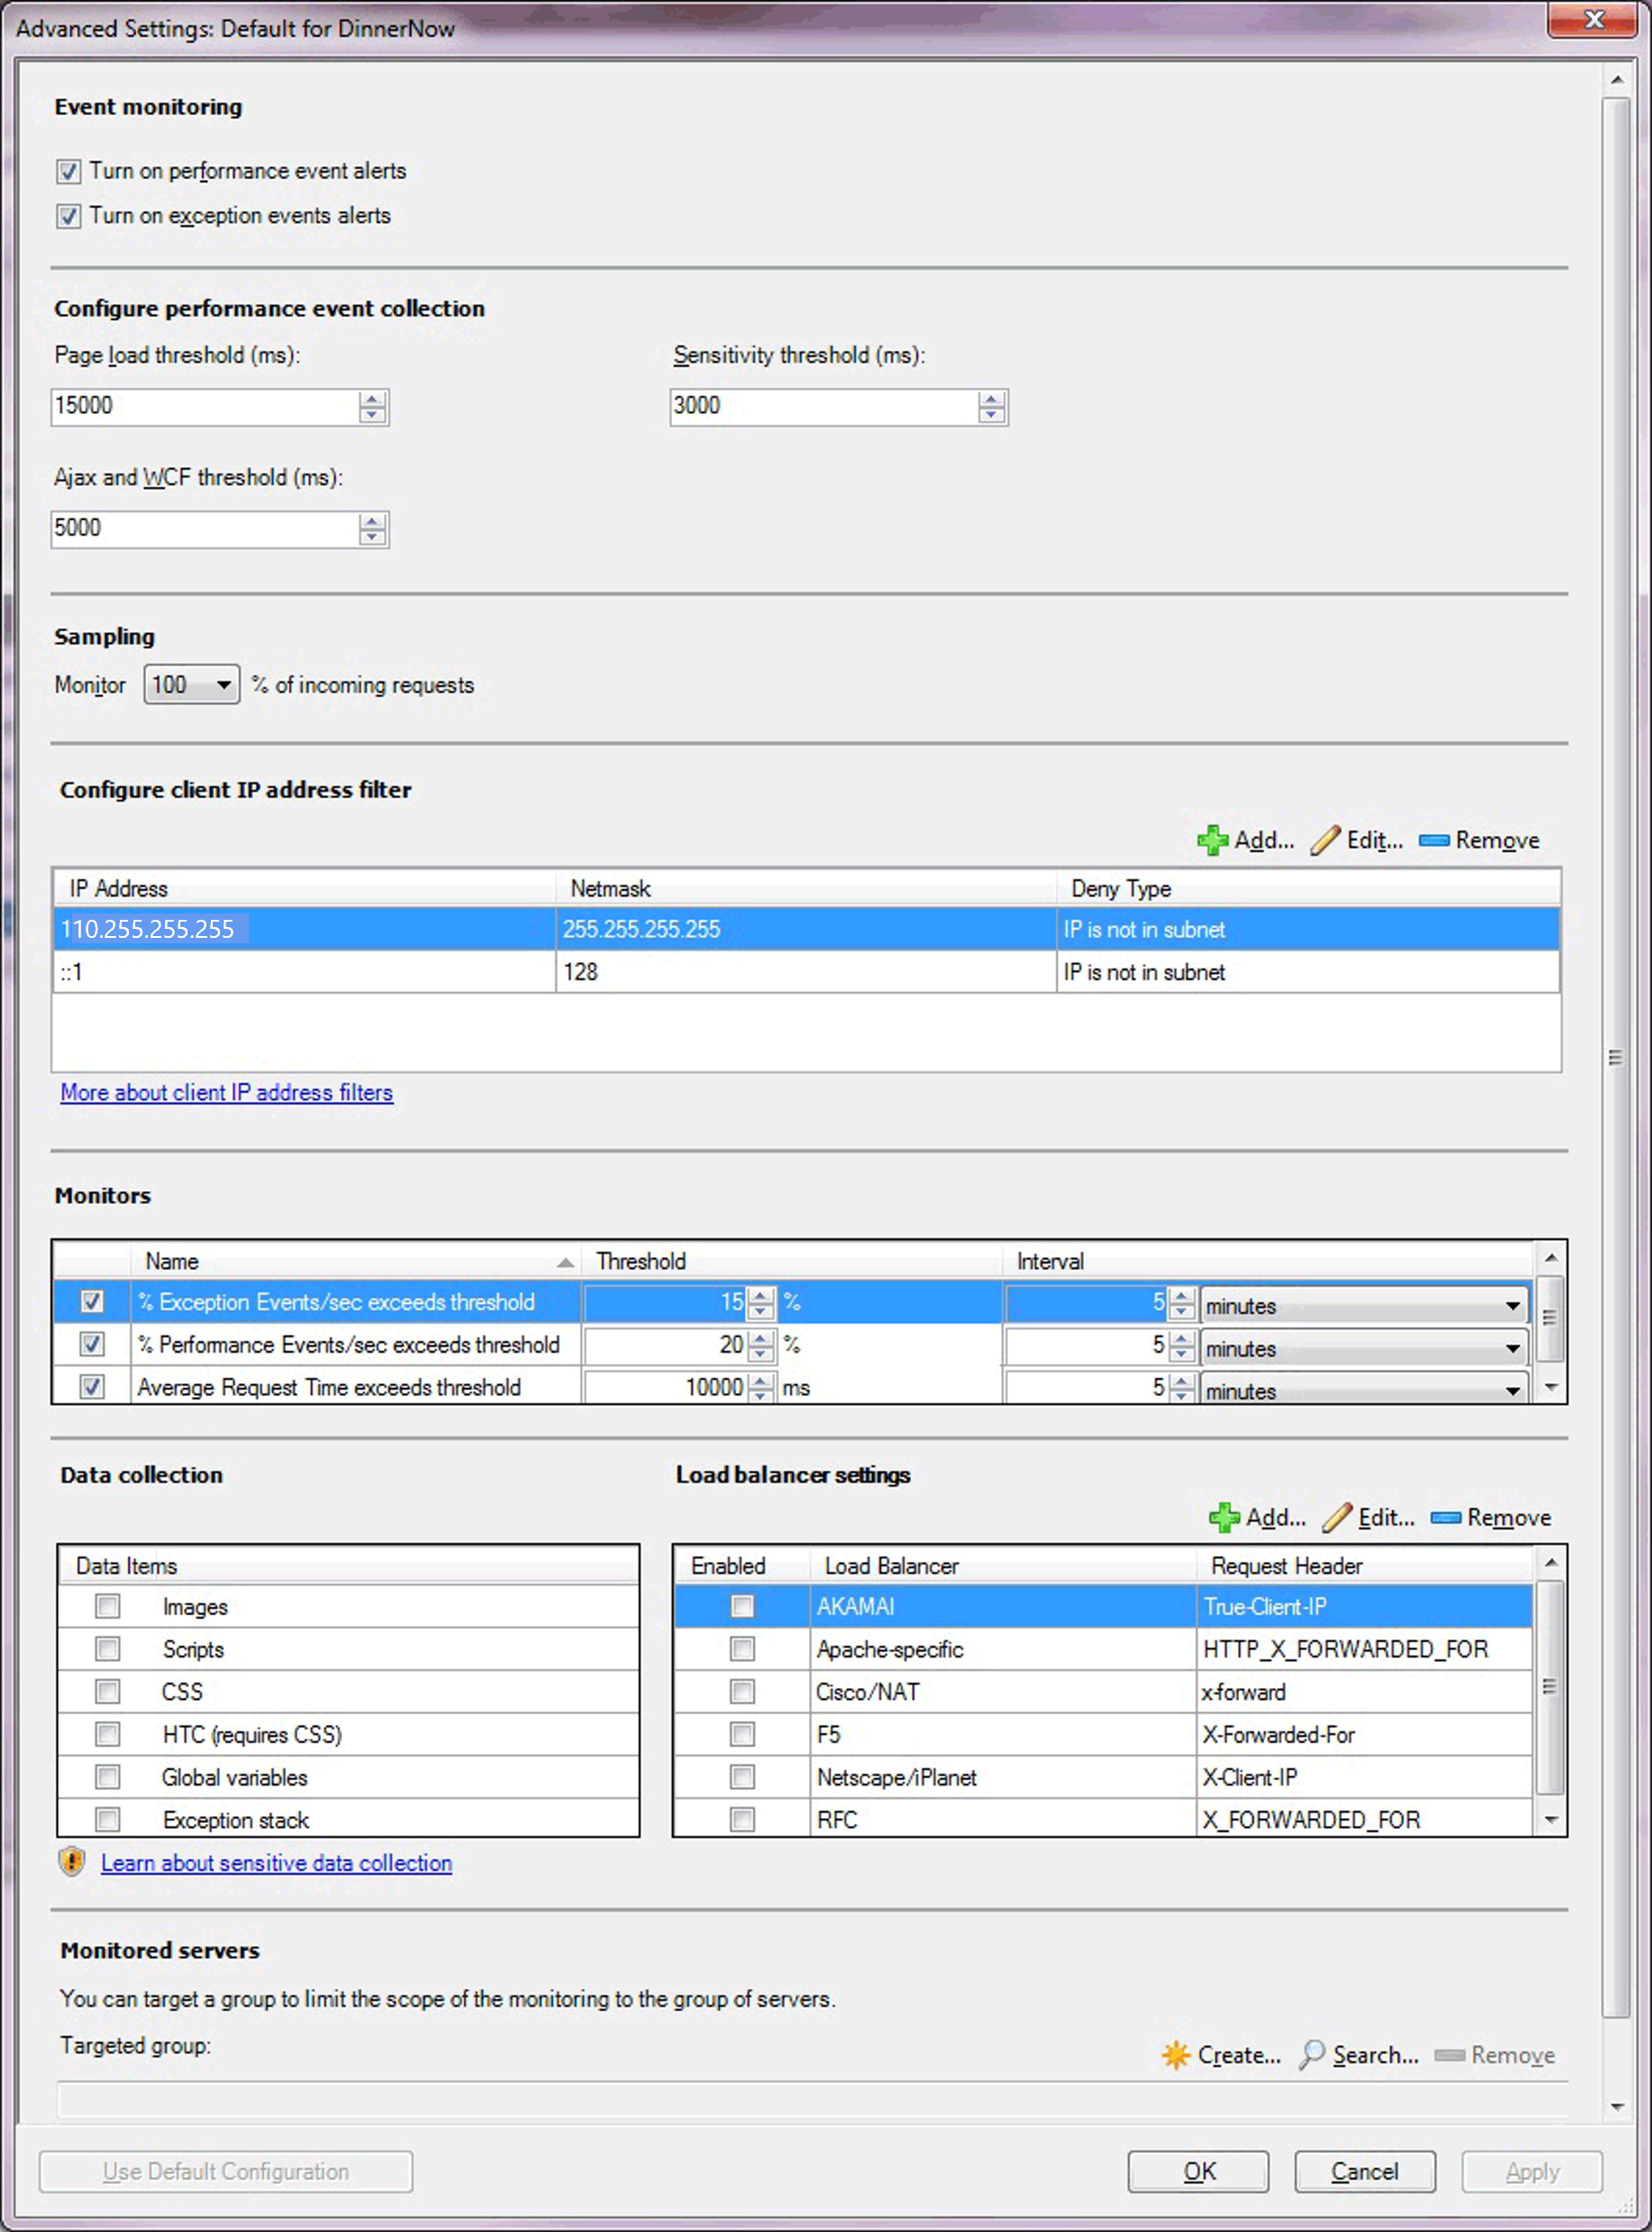 Advanced Settings: Default for DinnerNow
Event monitoring
Turn on performance event alerts
Turn on exception events alerts
Configure performance event collection
Page load threshold (ms): Sensitivity threshold (ms):
15000 3000
Ajax and WCF threshold (ms):
5000
Sampling
Monitor 100 % of incoming requests
Configure client IP address filter
Add... Edit... Remove
IP Address Netmask Deny Type
110.255.255.255 255.255.255.255 IP is not in subnet
::1 128 IP is not in subnet
More about client IP address filters
Monitors
Name Threshold Interval
% Exception Events/sec exceeds threshold 15 % 5 minutes
% Performance Events/sec exceeds threshold 20 % 5 minutes
Average Request Time exceeds threshold 10000 ms 5 minutes
Data collection Load balancer settings
Add... Edit... Remove
Data Items Enabled Load Balancer Request Header
Images AKAMAI True-Client-IP
Scripts Apache-specific HTTP_X_FORWARDED_FOR
CSS Cisco/NAT x-forward
HTC (requires CSS) F5 X-Forwarded-For
Global variables Netscape/iPlanet X-Client-IP
Exception stack RFC X_FORWARDED_FOR
Learn about sensitive data collection
Monitored servers
You can target a group to limit the scope of the monitoring to the group of servers.
Targeted group: Create... Search... Remove
Use Default Configuration OK Cancel Apply